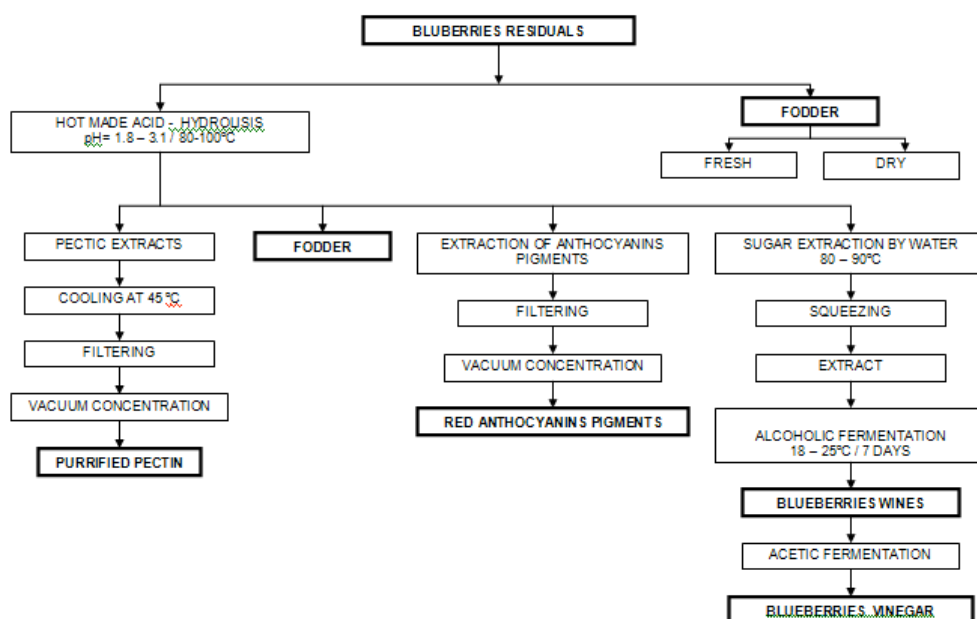 BLUBERRIES RESIDUALS
HOT MADE ACID - HYDROLISIS
pH= 1.8 – 3.1 / 80-100ºC
FODDER
FRESH
DRY
PECTIC EXTRACTS
FODDER
EXTRACTION OF ANTHOCYANINS
PIGMENTS
SUGAR EXTRACTION BY WATER
80 – 90ºC
COOLING AT 45 ºC
FILTERING
SQUEEZING
FILTERING
VACUUM CONCENTRATION
EXTRACT
VACUUM CONCENTRATION
RED ANTHOCYANINS PIGMENTS
ALCOHOLIC FERMENTATION
18 – 25ºC / 7 DAYS
PURRIFIED PECTIN
BLUEBERRIES WINES
ACETIC FERMENTATION
BLUEBERRIES VINEGAR